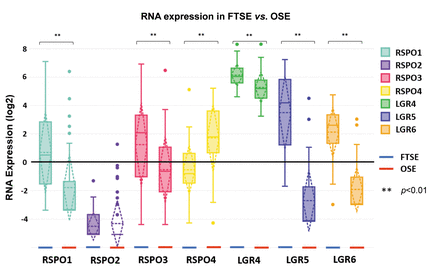 RNA expression in FTSE vs. OSE
** ** ** ** ** **
RNA Expression (log2)
8
6
4
2
0
-2
-4
RSPO1 RSPO2 RSPO3 RSPO4 LGR4 LGR5 LGR6
RSPO1
RSPO2
RSPO3
RSPO4
LGR4
LGR5
LGR6
FTSE
OSE
** p<0.01